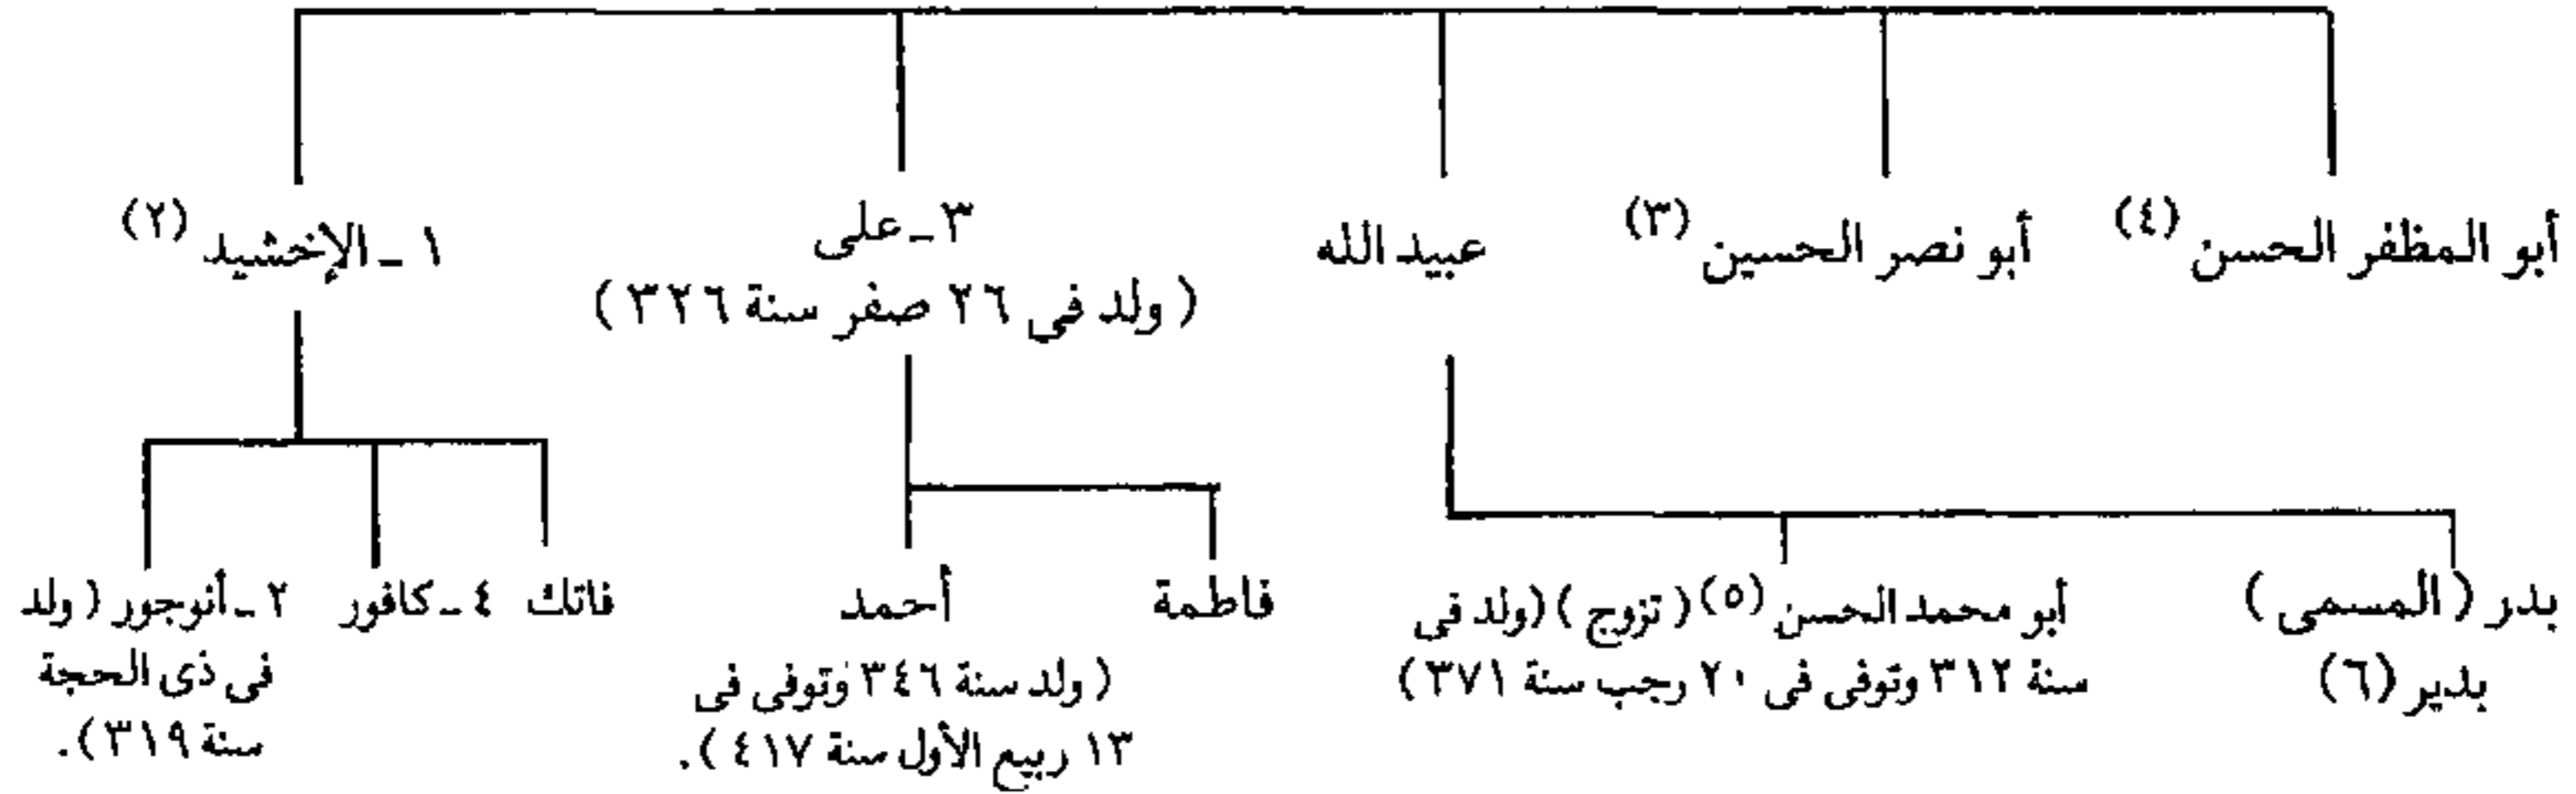 أبو المظفر الحسن (٤)
أبو نصر الحسين (٣)
عبيد الله
٣ ـ على
( ولد في ٢٦ صفر سنة ٣٢٦ )
١ ـ الإخشيد (٢)
بدر ( المسمى )
بدير (٦)
أبو محمد الحسن (٥) ( تزوج ) (ولد فى
سنة ٣١٢ وتوفى فى ٢٠ رجب سنة ٣٧١)
فاطمة
أحمد
( ولد سنة ٣٤٦ وتوفى فى
١٣ ربيع الأول سنة ٤١٧ ).
فاتك
٤ ـ كافور
٢ ـ أنوجور ( ولد
فى ذى الحجة
سنة ٣١٩ ).